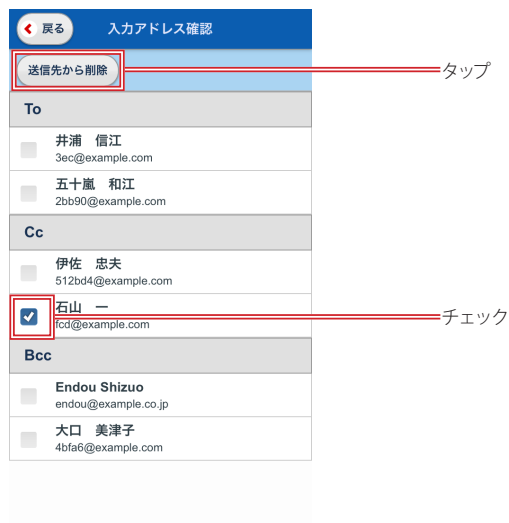 戻る
入力アドレス確認
送信先から削除
タップ
To
井浦　信江
3ec@example.com
五十嵐　和江
2bb90@example.com
Cc
伊佐　忠夫
512bd4@example.com
石山　一
fcd@example.com
チェック
Bcc
Endou Shizuo
endou@example.co.jp
大口　美津子
4bfa6@example.com